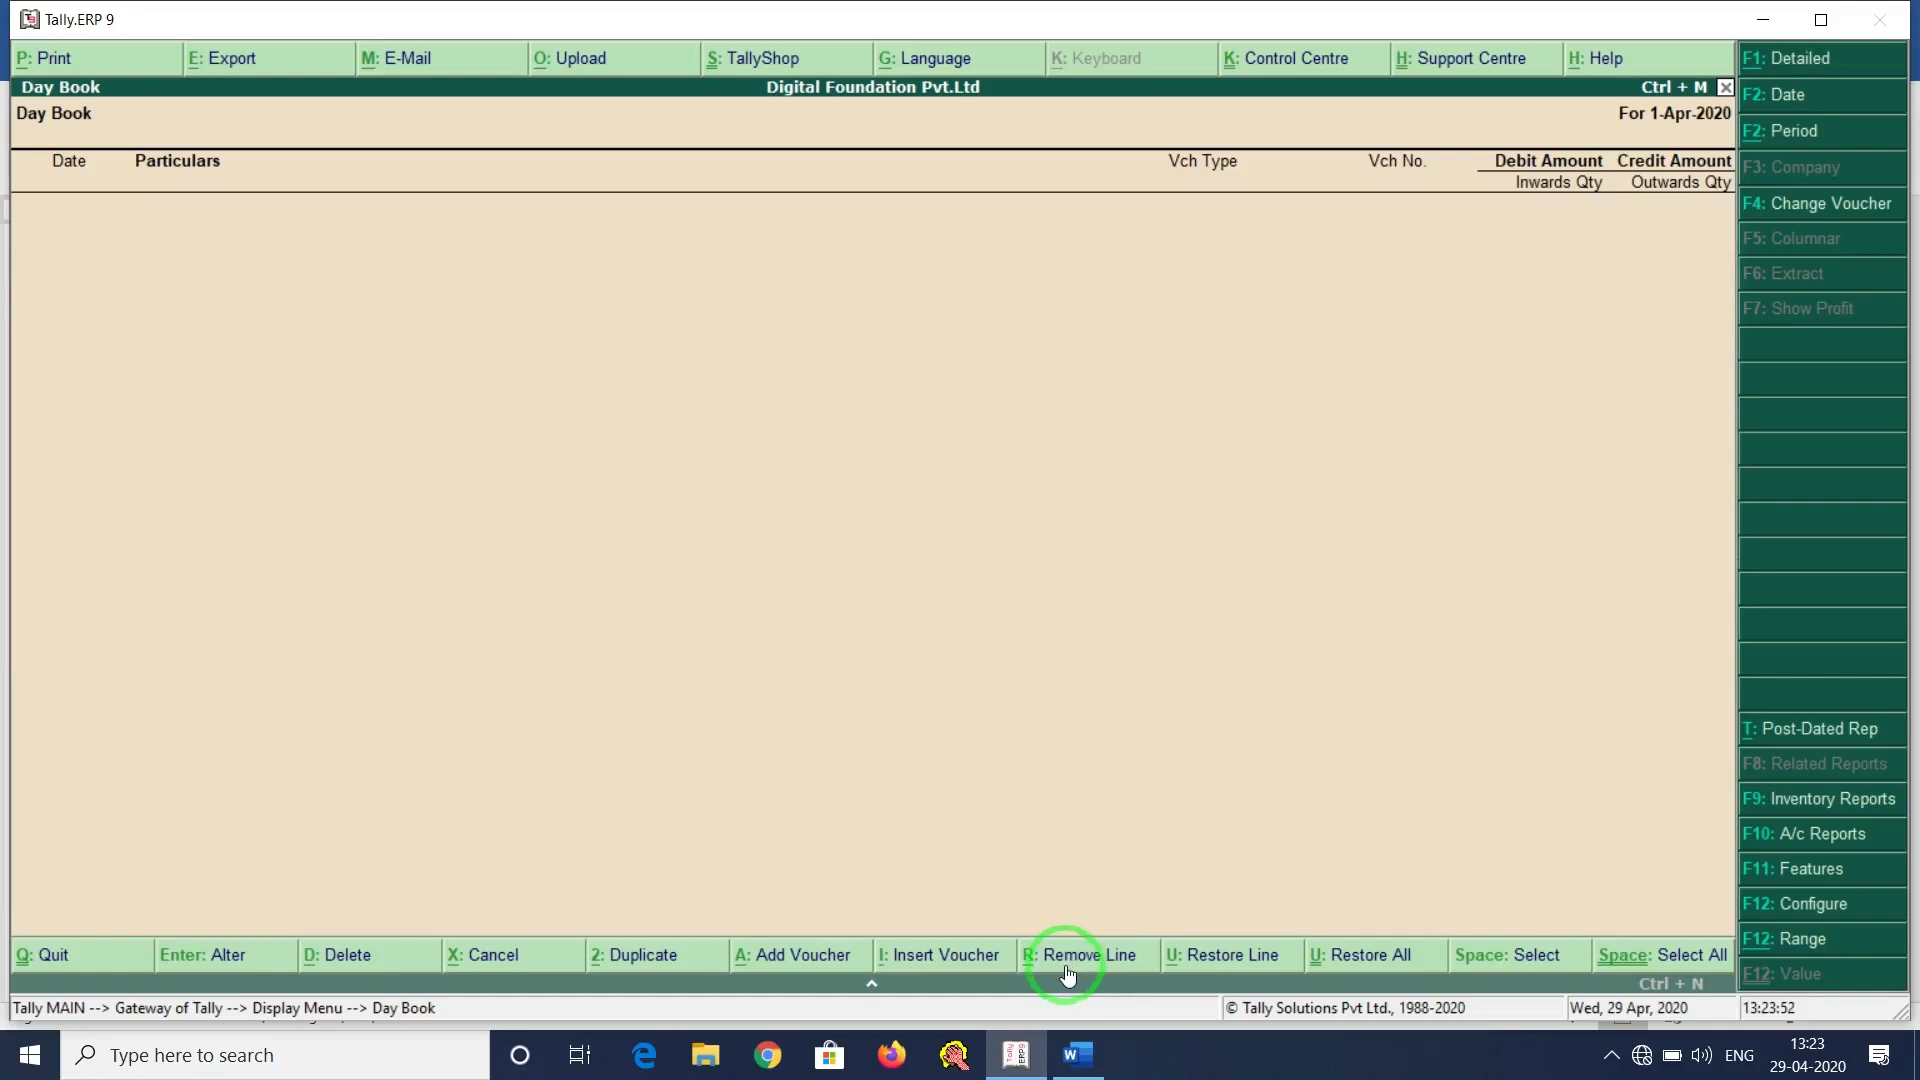 Tally.ERP 9
P: Print E: Export M: E-Mail O: Upload S: TallyShop G: Language K: Keyboard K: Control Centre H: Support Centre H: Help
Day Book Digital Foundation Pvt.Ltd Ctrl + M
Day Book For 1-Apr-2020
Date Particulars Vch Type Vch No. Debit Amount Credit Amount
Inwards Qty Outwards Qty
F1: Detailed
F2: Date
F2: Period
F3: Company
F4: Change Voucher
F5: Columnar
F6: Extract
F7: Show Profit
T: Post-Dated Rep
F8: Related Reports
F9: Inventory Reports
F10: A/c Reports
F11: Features
F12: Configure
F12: Range
F12: Value
Q: Quit Enter: Alter D: Delete X: Cancel 2: Duplicate A: Add Voucher I: Insert Voucher R: Remove Line U: Restore Line U: Restore All Space: Select Space: Select All
Ctrl + N
Tally MAIN --> Gateway of Tally --> Display Menu --> Day Book © Tally Solutions Pvt Ltd., 1988-2020 Wed, 29 Apr, 2020 13:23:52
Type here to search ENG 13:23
29-04-2020